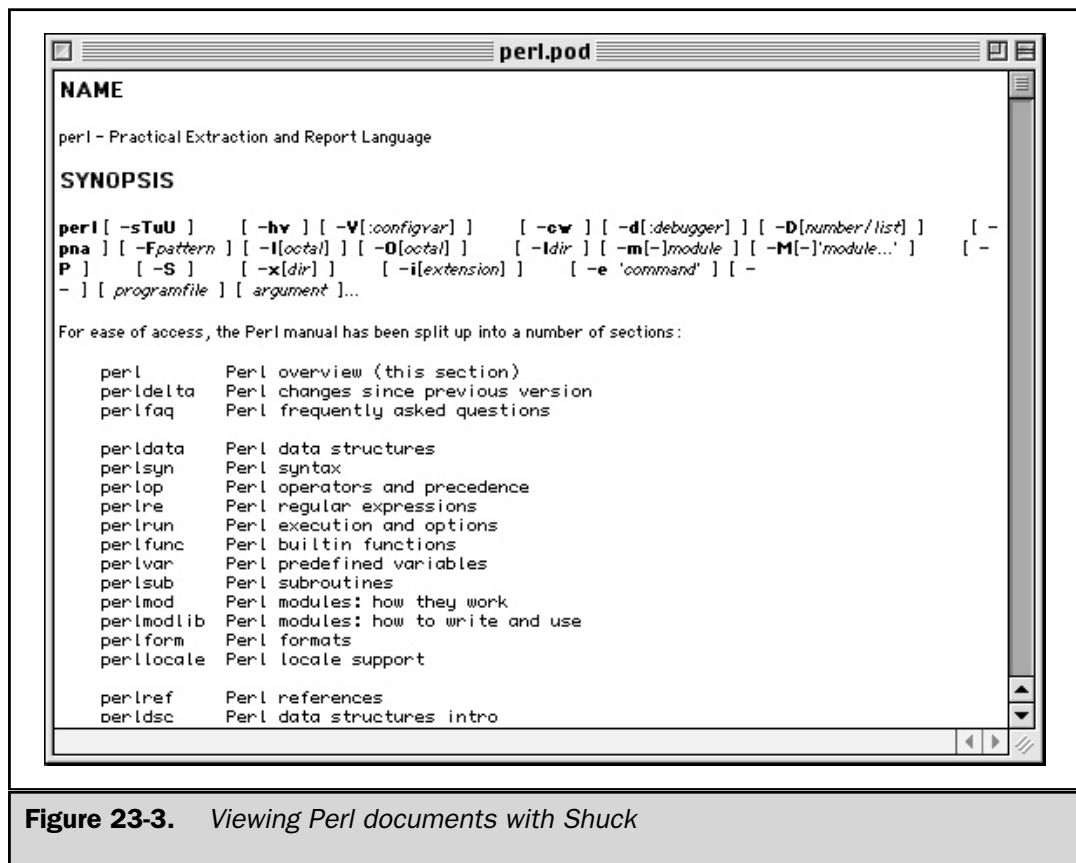 perl.pod
NAME
perl - Practical Extraction and Report Language
SYNOPSIS
perl [ -sTuU ] [ -hv ] [ -V[:configvar] ] [ -cw ] [ -d[:debugger] ] [ -D[number/list] ] [ -
pna ] [ -Fpattern ] [ -l[octal] ] [ -0[octal] ] [ -Idir ] [ -m[-]module ] [ -M[-]'module...' ] [ -
P ] [ -S ] [ -x[dir] ] [ -i[extension] ] [ -e 'command' ] [ -
- ] [ programfile ] [ argument ]...
For ease of access, the Perl manual has been split up into a number of sections:
perl Perl overview (this section)
perldelta Perl changes since previous version
perlfaq Perl frequently asked questions
perldata Perl data structures
perlsyn Perl syntax
perlop Perl operators and precedence
perlre Perl regular expressions
perlrun Perl execution and options
perlfunc Perl builtin functions
perlvar Perl predefined variables
perlsub Perl subroutines
perlmod Perl modules: how they work
perlmodlib Perl modules: how to write and use
perlform Perl formats
perllocale Perl locale support
perlref Perl references
perldsc Perl data structures intro
Figure 23-3. Viewing Perl documents with Shuck